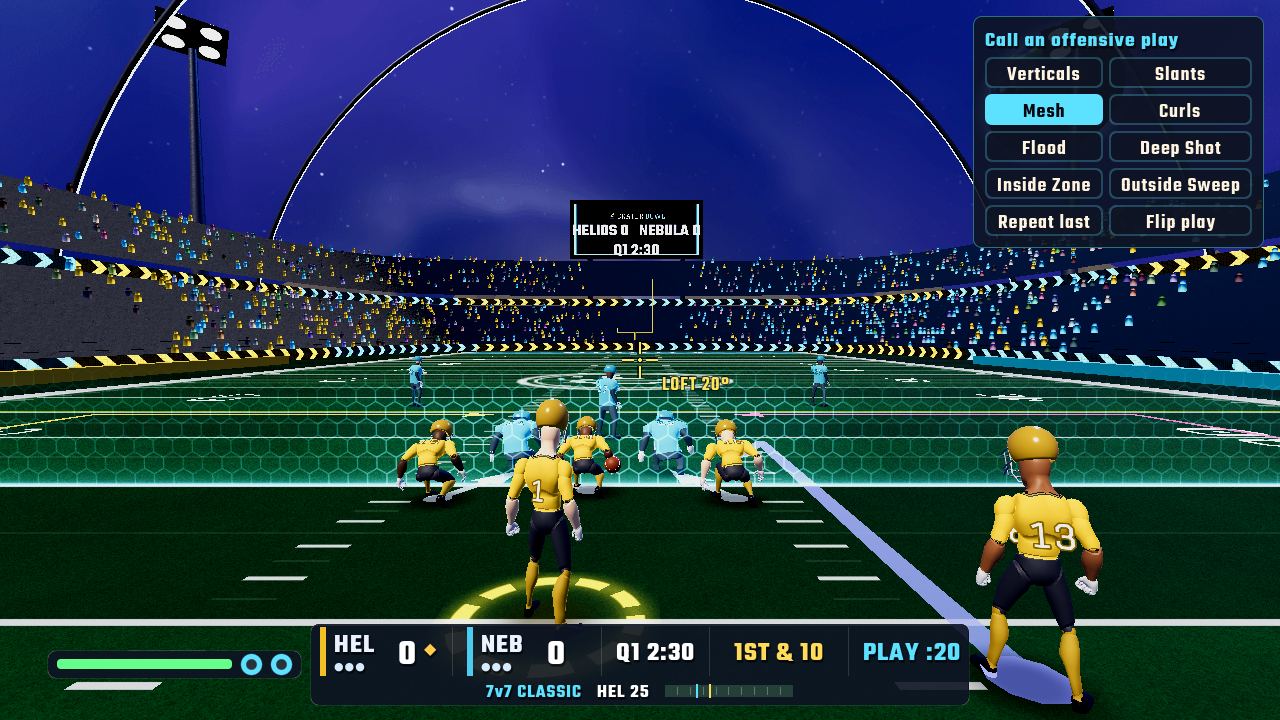 Call an offensive play
Verticals
Slants
Mesh
Curls
Flood
Deep Shot
Inside Zone
Outside Sweep
Repeat last
Flip play
HELIOS 0 NEBULA 0
Q1 2:30
LOFT 20°
1
13
HEL 0 NEB 0 Q1 2:30 1ST & 10 PLAY :20
7v7 CLASSIC HEL 25